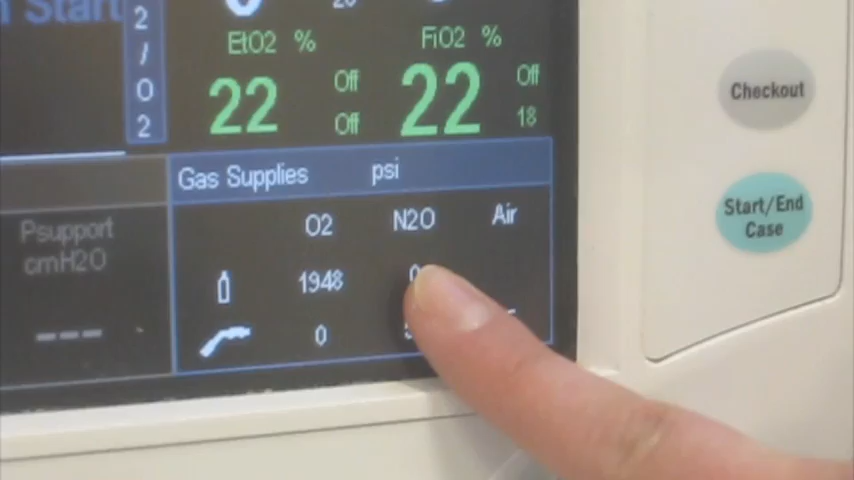 Start
2
/
O
2
20
EtO2 % FiO2 %
22 Off 22 Off
Off 18
Gas Supplies psi
O2 N2O Air
Psupport
cmH2O
1948 0
---
0
Checkout
Start/End
Case